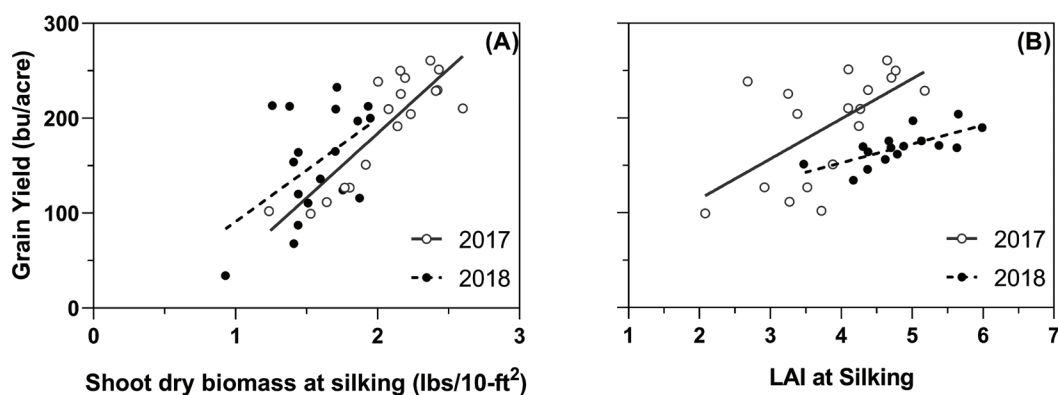 Grain Yield (bu/acre)
300
200
100
0
(A)
2017
2018
0 1 2 3
Shoot dry biomass at silking (lbs/10-ft²)
(B)
2017
2018
1 2 3 4 5 6 7
LAI at Silking